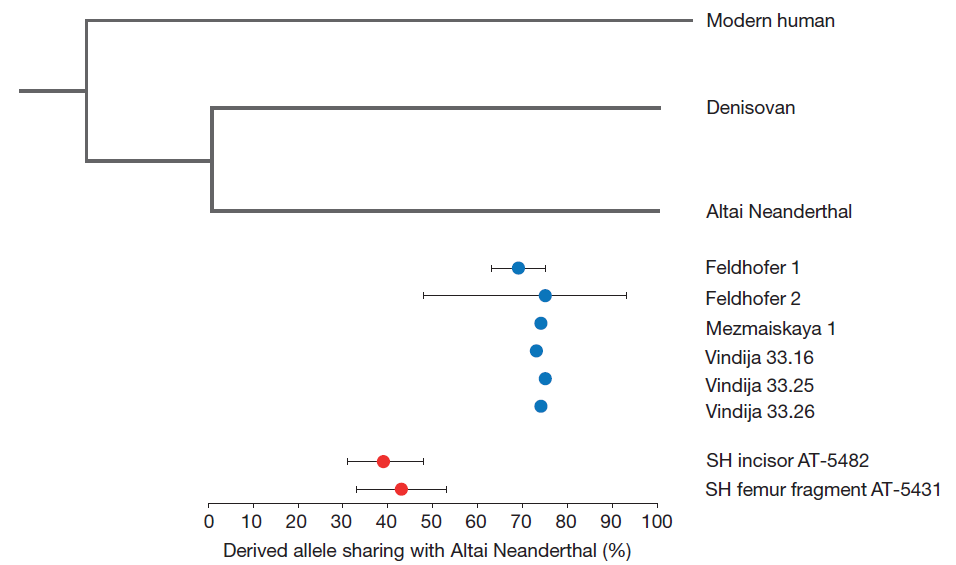 Modern human
Denisovan
Altai Neanderthal
Feldhofer 1
Feldhofer 2
Mezmaiskaya 1
Vindija 33.16
Vindija 33.25
Vindija 33.26
SH incisor AT-5482
SH femur fragment AT-5431
0 10 20 30 40 50 60 70 80 90 100
Derived allele sharing with Altai Neanderthal (%)